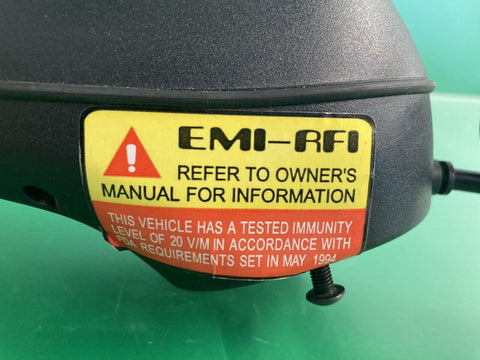 EMI-RFI
REFER TO OWNER'S
MANUAL FOR INFORMATION
THIS VEHICLE HAS A TESTED IMMUNITY
LEVEL OF 20 V/M IN ACCORDANCE WITH
FDA REQUIREMENTS SET IN MAY 1994